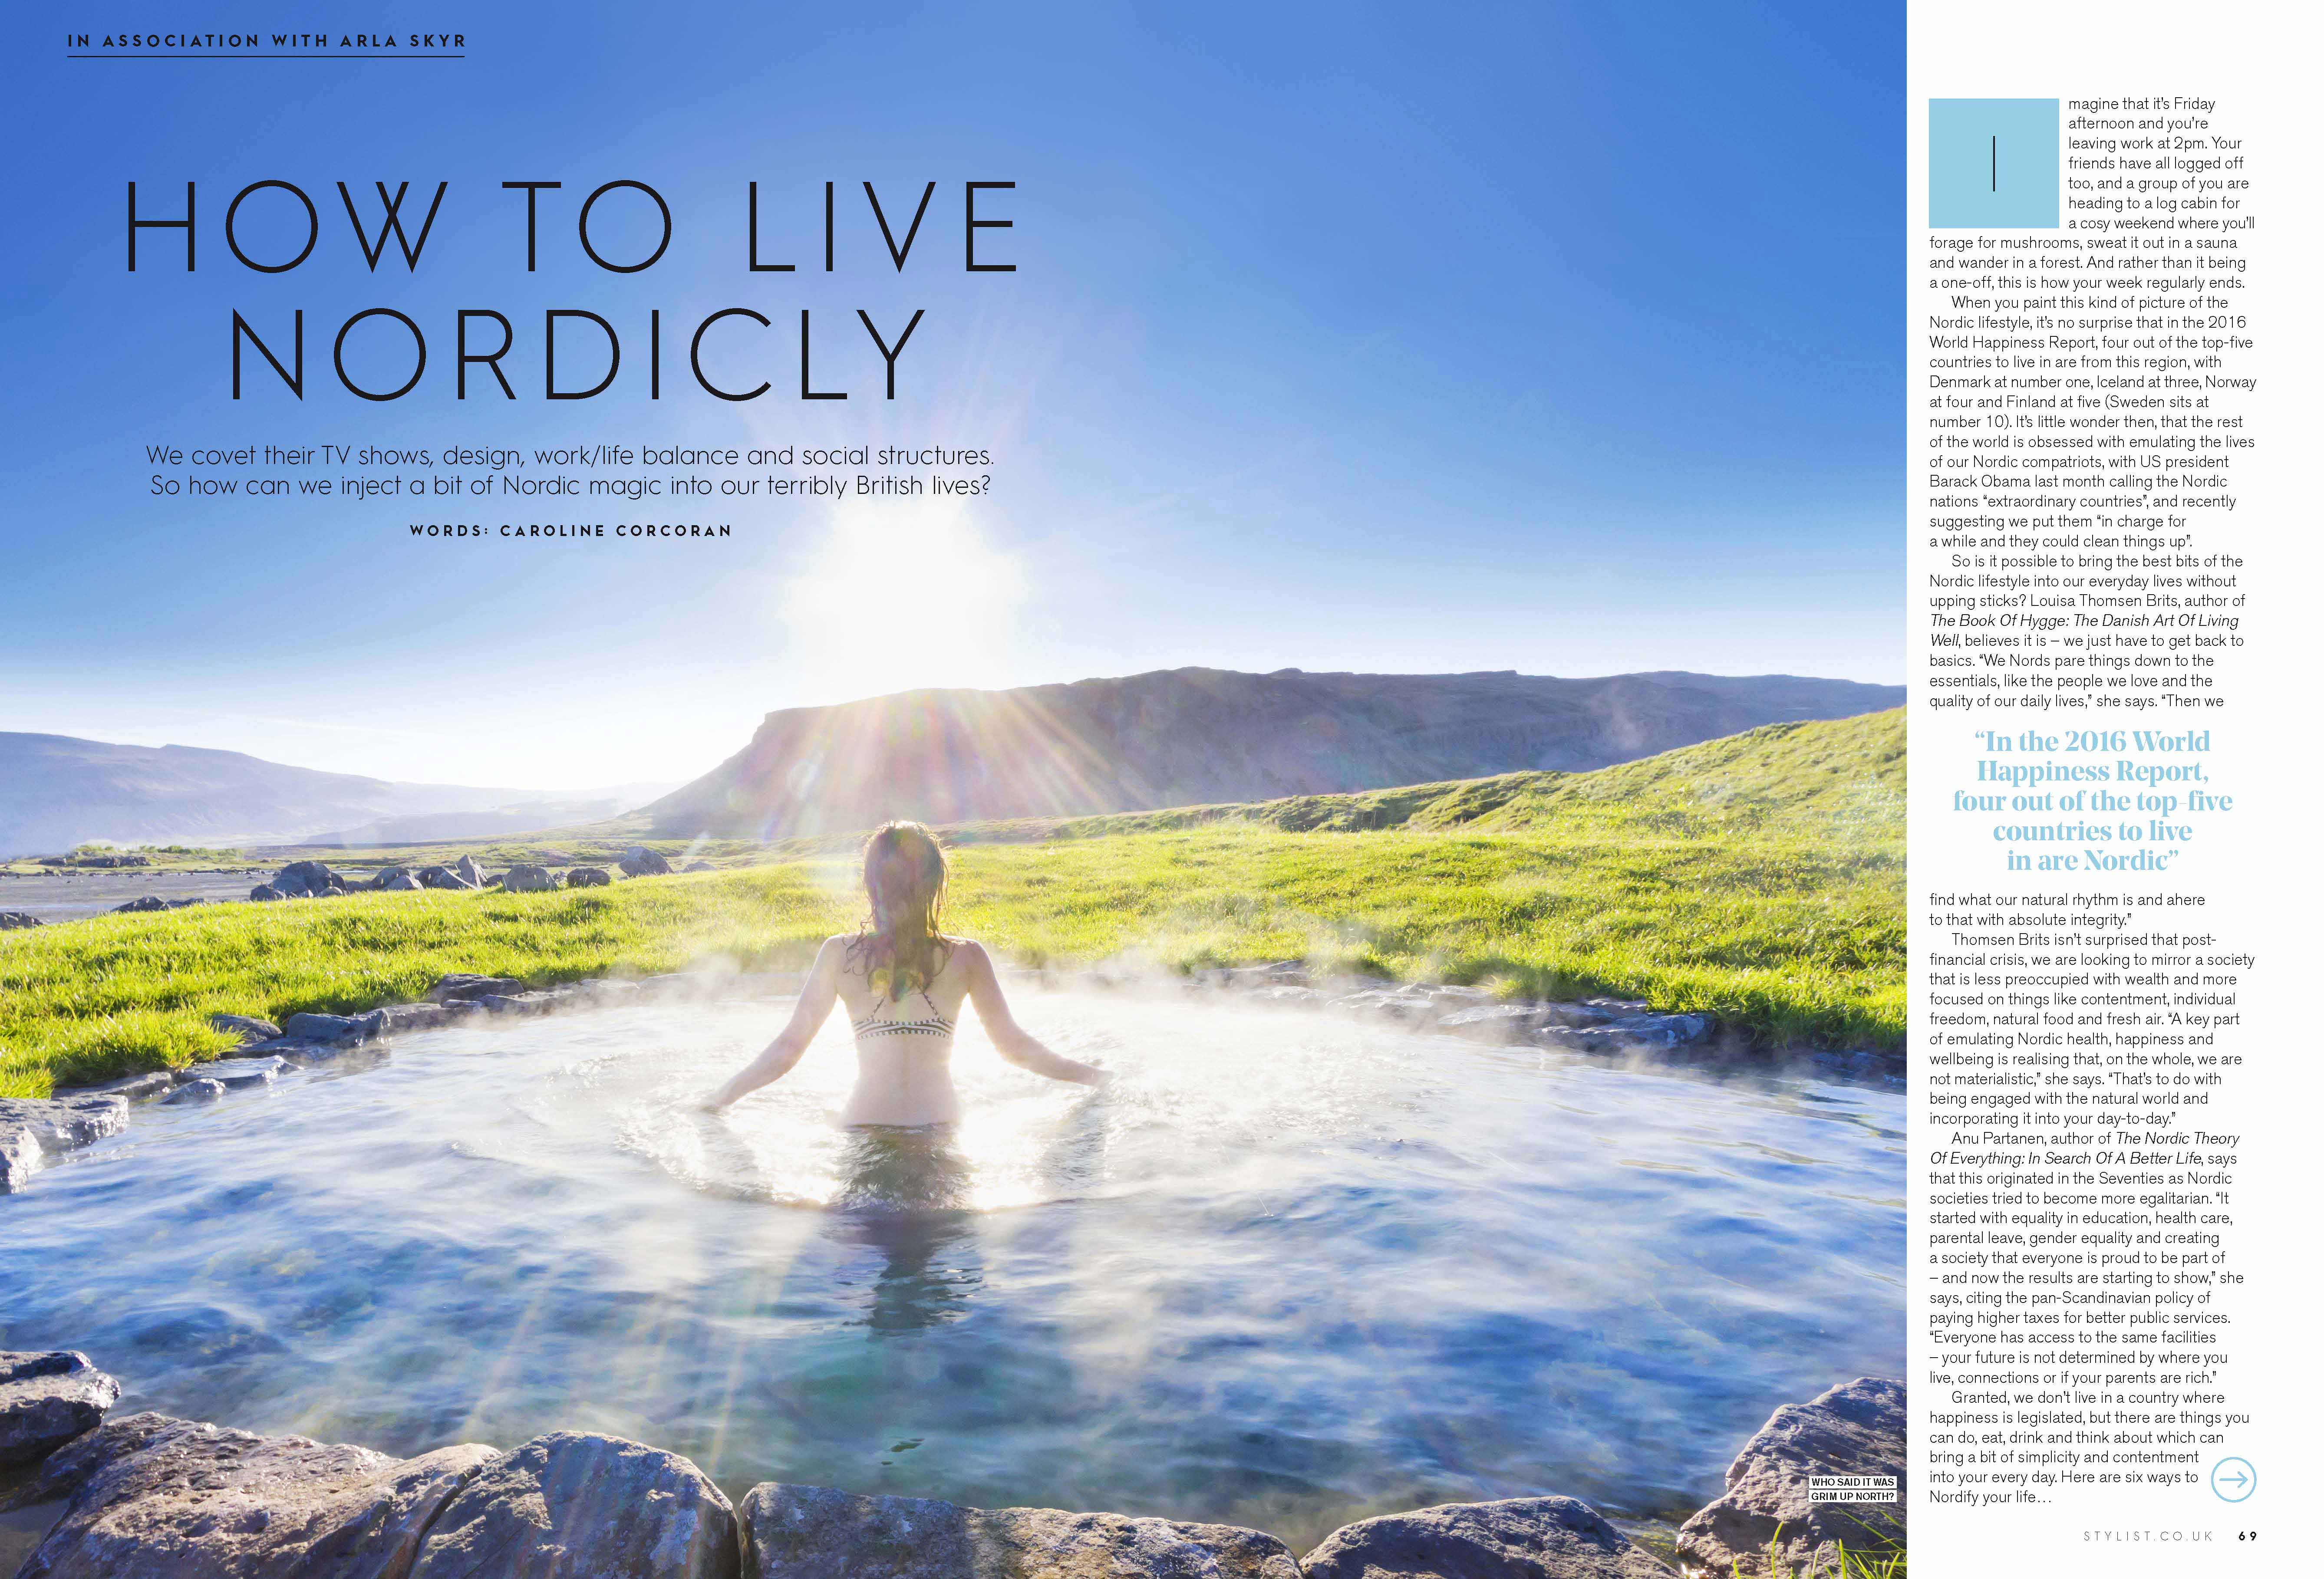 IN ASSOCIATION WITH ARLA SKYR
HOW TO LIVE
NORDICLY
We covet their TV shows, design, work/life balance and social structures.
So how can we inject a bit of Nordic magic into our terribly British lives?
WORDS: CAROLINE CORCORAN
I
magine that it's Friday
afternoon and you're
leaving work at 2pm. Your
friends have all logged off
too, and a group of you are
heading to a log cabin for
a cosy weekend where you'll
forage for mushrooms, sweat it out in a sauna
and wander in a forest. And rather than it being
a one-off, this is how your week regularly ends.
When you paint this kind of picture of the
Nordic lifestyle, it's no surprise that in the 2016
World Happiness Report, four out of the top-five
countries to live in are from this region, with
Denmark at number one, Iceland at three, Norway
at four and Finland at five (Sweden sits at
number 10). It's little wonder then, that the rest
of the world is obsessed with emulating the lives
of our Nordic compatriots, with US president
Barack Obama last month calling the Nordic
nations “extraordinary countries”, and recently
suggesting we put them “in charge for
a while and they could clean things up”.
So is it possible to bring the best bits of the
Nordic lifestyle into our everyday lives without
upping sticks? Louisa Thomsen Brits, author of
The Book Of Hygge: The Danish Art Of Living
Well, believes it is – we just have to get back to
basics. “We Nords pare things down to the
essentials, like the people we love and the
quality of our daily lives,” she says. “Then we
“In the 2016 World
Happiness Report,
four out of the top-five
countries to live
in are Nordic”
find what our natural rhythm is and ahere
to that with absolute integrity.”
Thomsen Brits isn't surprised that post-
financial crisis, we are looking to mirror a society
that is less preoccupied with wealth and more
focused on things like contentment, individual
freedom, natural food and fresh air. “A key part
of emulating Nordic health, happiness and
wellbeing is realising that, on the whole, we are
not materialistic,” she says. “That's to do with
being engaged with the natural world and
incorporating it into your day-to-day.”
Anu Partanen, author of The Nordic Theory
Of Everything: In Search Of A Better Life, says
that this originated in the Seventies as Nordic
societies tried to become more egalitarian. “It
started with equality in education, health care,
parental leave, gender equality and creating
a society that everyone is proud to be part of
– and now the results are starting to show,” she
says, citing the pan-Scandinavian policy of
paying higher taxes for better public services.
“Everyone has access to the same facilities
– your future is not determined by where you
live, connections or if your parents are rich.”
Granted, we don't live in a country where
happiness is legislated, but there are things you
can do, eat, drink and think about which can
bring a bit of simplicity and contentment
into your every day. Here are six ways to
Nordify your life...
WHO SAID IT WAS
GRIM UP NORTH?
STYLIST.CO.UK 69